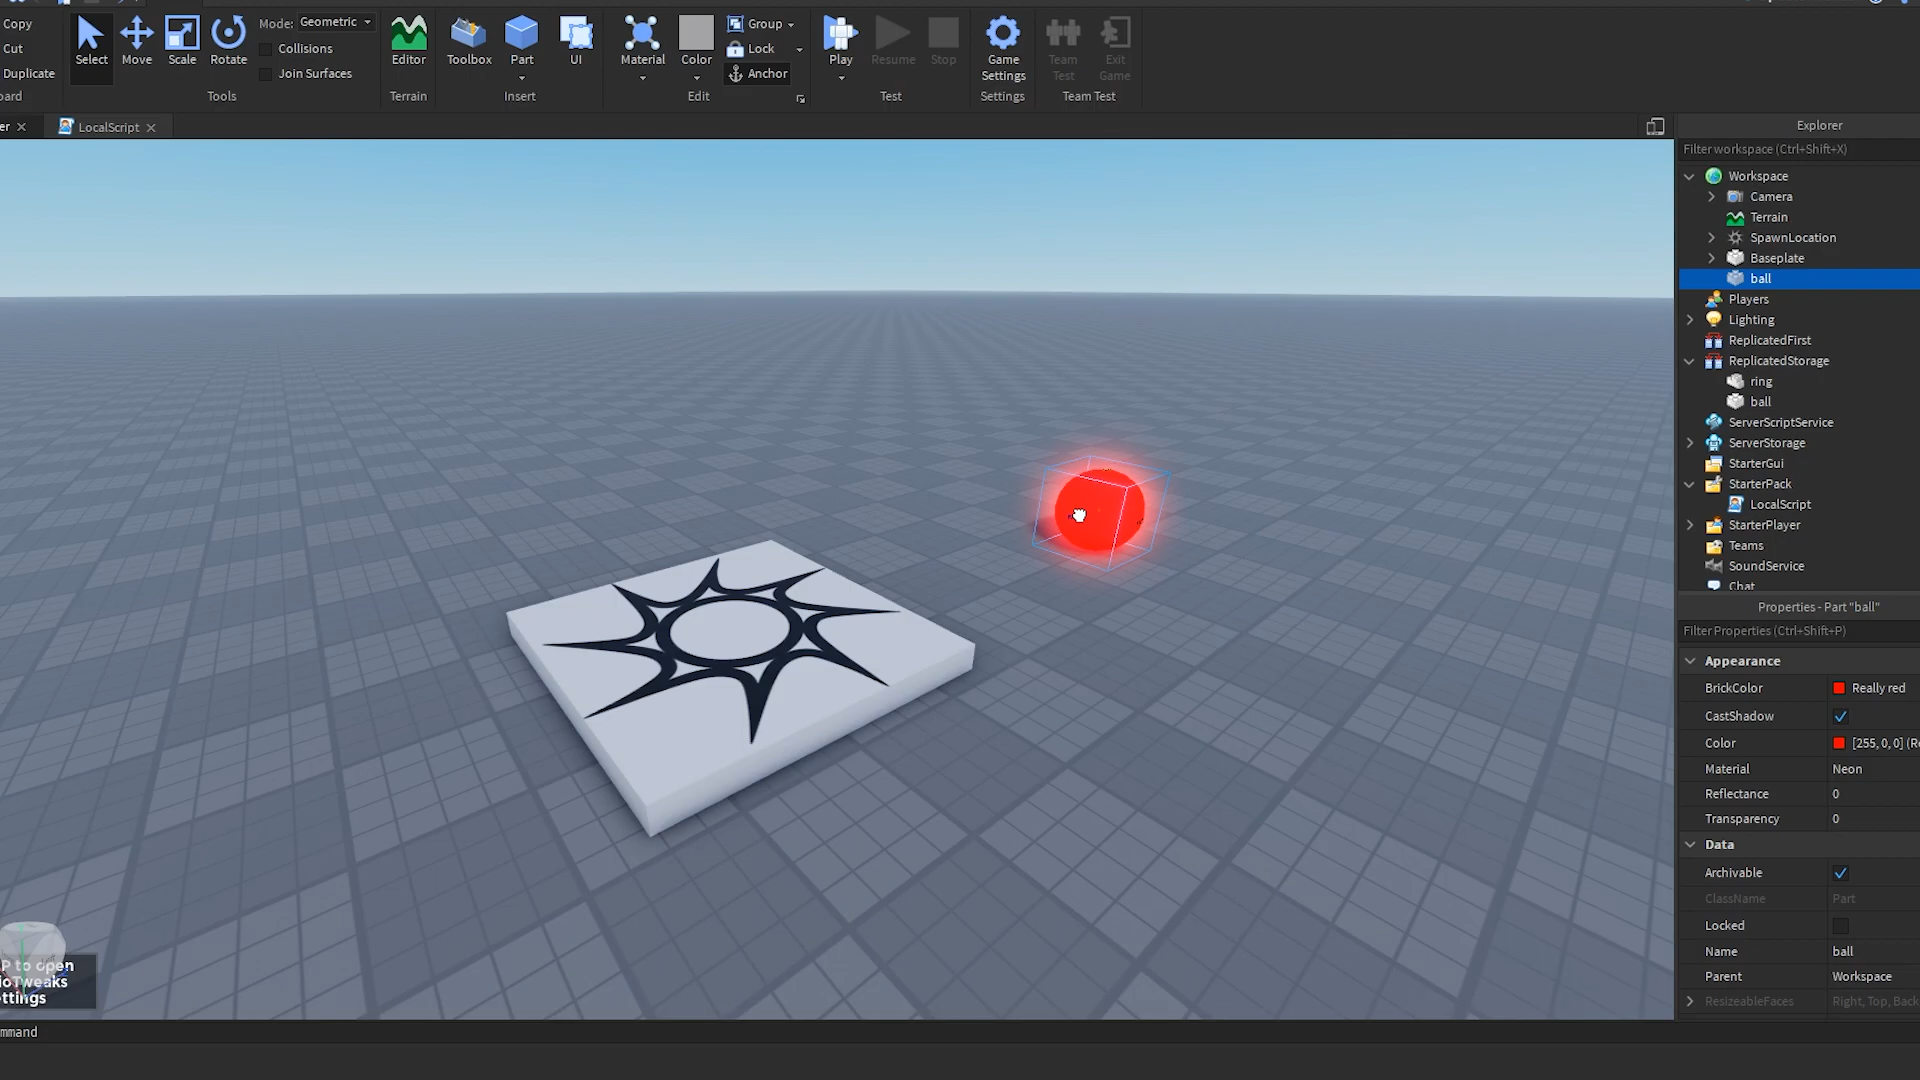 Copy
Cut
Duplicate
ard
Select
Move
Scale
Rotate
Mode: Geometric
Collisions
Join Surfaces
Tools
Editor
Terrain
Toolbox
Part
UI
Insert
Material
Color
Group
Lock
Anchor
Edit
Play
Resume
Stop
Test
Game
Settings
Settings
Team
Test
Exit
Game
Team Test
er
LocalScript
Explorer
Filter workspace (Ctrl+Shift+X)
Workspace
Camera
Terrain
SpawnLocation
Baseplate
ball
Players
Lighting
ReplicatedFirst
ReplicatedStorage
ring
ball
ServerScriptService
ServerStorage
StarterGui
StarterPack
LocalScript
StarterPlayer
Teams
SoundService
Chat
Properties - Part "ball"
Filter Properties (Ctrl+Shift+P)
Appearance
BrickColor Really red
CastShadow
Color [255, 0, 0] (R
Material Neon
Reflectance 0
Transparency 0
Data
Archivable
ClassName Part
Locked
Name ball
Parent Workspace
ResizeableFaces Right, Top, Back
P to open
ioTweaks
ettings
mmand